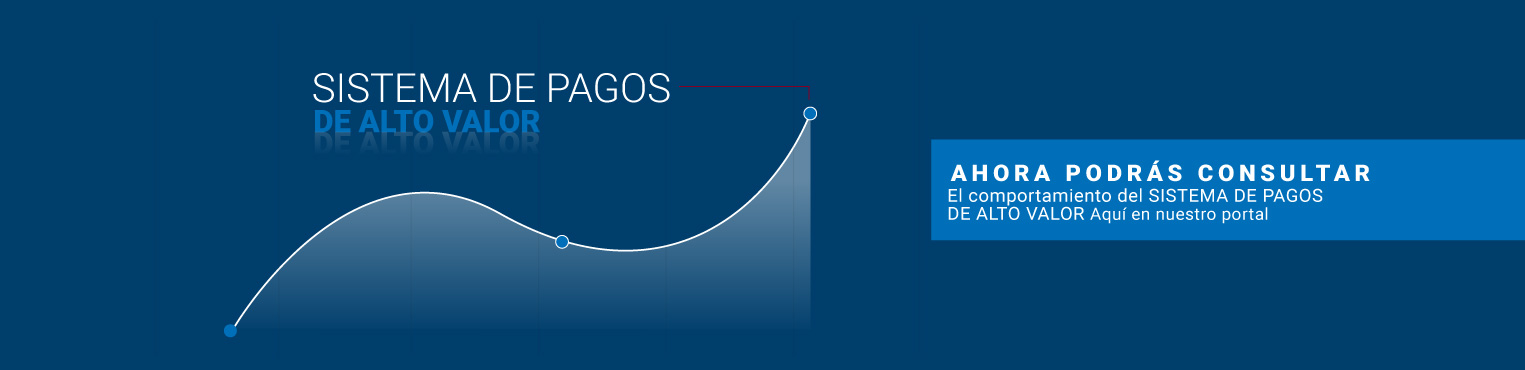 SISTEMA DE PAGOS
DE ALTO VALOR
AHORA PODRÁS CONSULTAR
El comportamiento del SISTEMA DE PAGOS
DE ALTO VALOR Aquí en nuestro portal